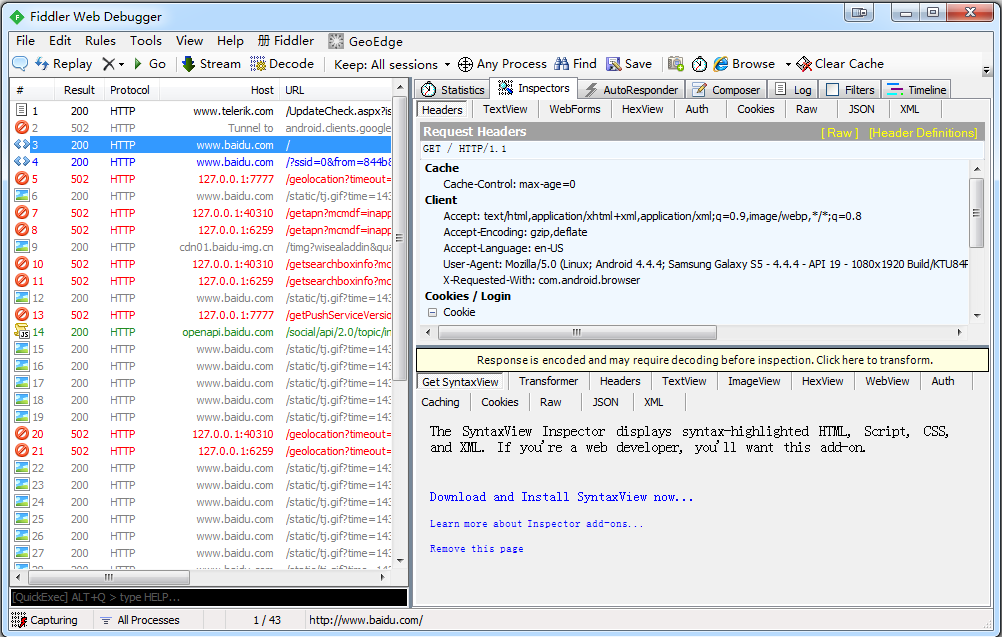 Fiddler Web Debugger
File Edit Rules Tools View Help 册 Fiddler GeoEdge
Replay Go Stream Decode Keep: All sessions Any Process Find Save Browse Clear Cache
# Result Protocol Host URL
1 200 HTTP www.telerik.com /UpdateCheck.aspx?is
2 502 HTTP Tunnel to android.clients.google
3 200 HTTP www.baidu.com /
4 200 HTTP www.baidu.com /?ssid=0&from=844b&
5 502 HTTP 127.0.0.1:7777 /geolocation?timeout=
6 200 HTTP www.baidu.com /static/tj.gif?time=143
7 502 HTTP 127.0.0.1:40310 /getapn?mcmdf=inapp
8 502 HTTP 127.0.0.1:6259 /getapn?mcmdf=inapp
9 200 HTTP cdn01.baidu-img.cn /timg?wisealaddin&qua
10 502 HTTP 127.0.0.1:40310 /getsearchboxinfo?mc
11 502 HTTP 127.0.0.1:6259 /getsearchboxinfo?mc
12 200 HTTP www.baidu.com /static/tj.gif?time=143
13 502 HTTP 127.0.0.1:7777 /getPushServiceVersio
14 200 HTTP openapi.baidu.com /social/api/2.0/topic/in
15 200 HTTP www.baidu.com /static/tj.gif?time=143
16 200 HTTP www.baidu.com /static/tj.gif?time=143
17 200 HTTP www.baidu.com /static/tj.gif?time=143
18 200 HTTP www.baidu.com /static/tj.gif?time=143
19 200 HTTP www.baidu.com /static/tj.gif?time=143
20 502 HTTP 127.0.0.1:40310 /geolocation?timeout=
21 502 HTTP 127.0.0.1:6259 /geolocation?timeout=
22 200 HTTP www.baidu.com /static/tj.gif?time=143
23 200 HTTP www.baidu.com /static/tj.gif?time=143
24 200 HTTP www.baidu.com /static/tj.gif?time=143
25 200 HTTP www.baidu.com /static/tj.gif?time=143
26 200 HTTP www.baidu.com /static/tj.gif?time=143
27 200 HTTP www.baidu.com /static/tj.gif?time=143
[QuickExec] ALT+Q > type HELP...
Statistics Inspectors AutoResponder Composer Log Filters Timeline
Headers TextView WebForms HexView Auth Cookies Raw JSON XML
Request Headers [ Raw ] [Header Definitions]
GET / HTTP/1.1
Cache
Cache-Control: max-age=0
Client
Accept: text/html,application/xhtml+xml,application/xml;q=0.9,image/webp,*/*;q=0.8
Accept-Encoding: gzip,deflate
Accept-Language: en-US
User-Agent: Mozilla/5.0 (Linux; Android 4.4.4; Samsung Galaxy S5 - 4.4.4 - API 19 - 1080x1920 Build/KTU84P
X-Requested-With: com.android.browser
Cookies / Login
Cookie
Response is encoded and may require decoding before inspection. Click here to transform.
Get SyntaxView Transformer Headers TextView ImageView HexView WebView Auth
Caching Cookies Raw JSON XML
The SyntaxView Inspector displays syntax-highlighted HTML, Script, CSS,
and XML. If you're a web developer, you'll want this add-on.
Download and Install SyntaxView now...
Learn more about Inspector add-ons...
Remove this page
Capturing All Processes 1 / 43 http://www.baidu.com/